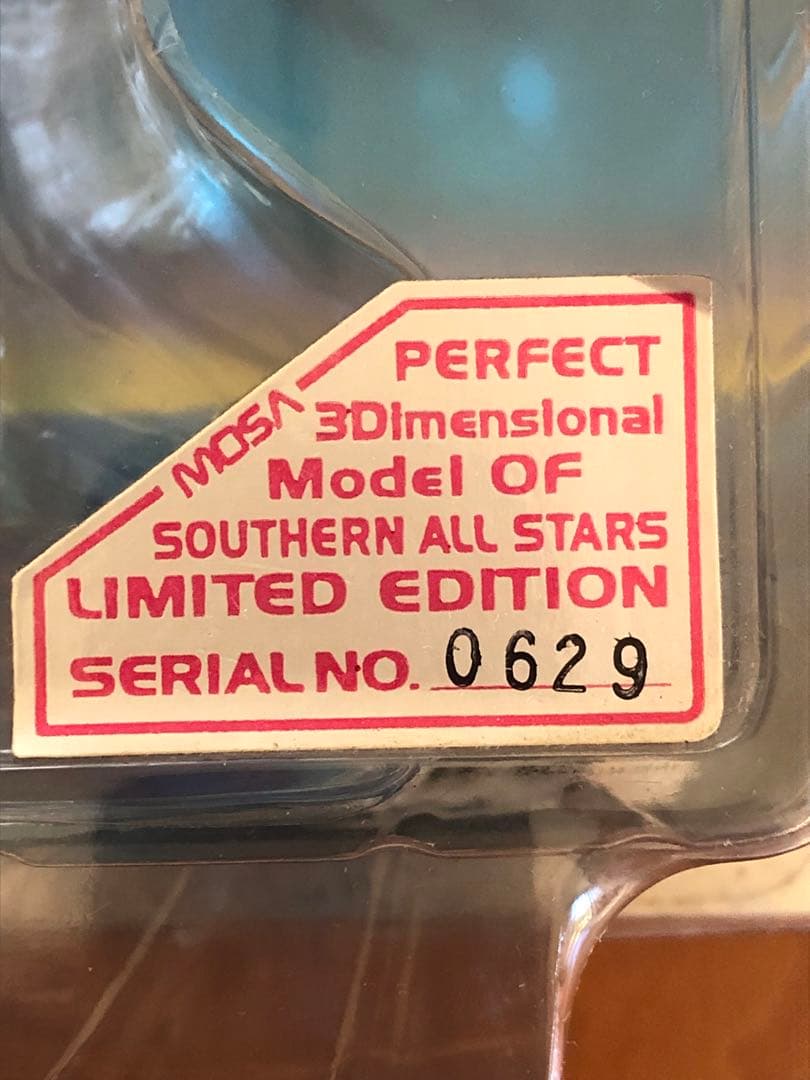 MOSA
PERFECT
3Dimensional
Model OF
SOUTHERN ALL STARS
LIMITED EDITION
SERIAL NO. 0629